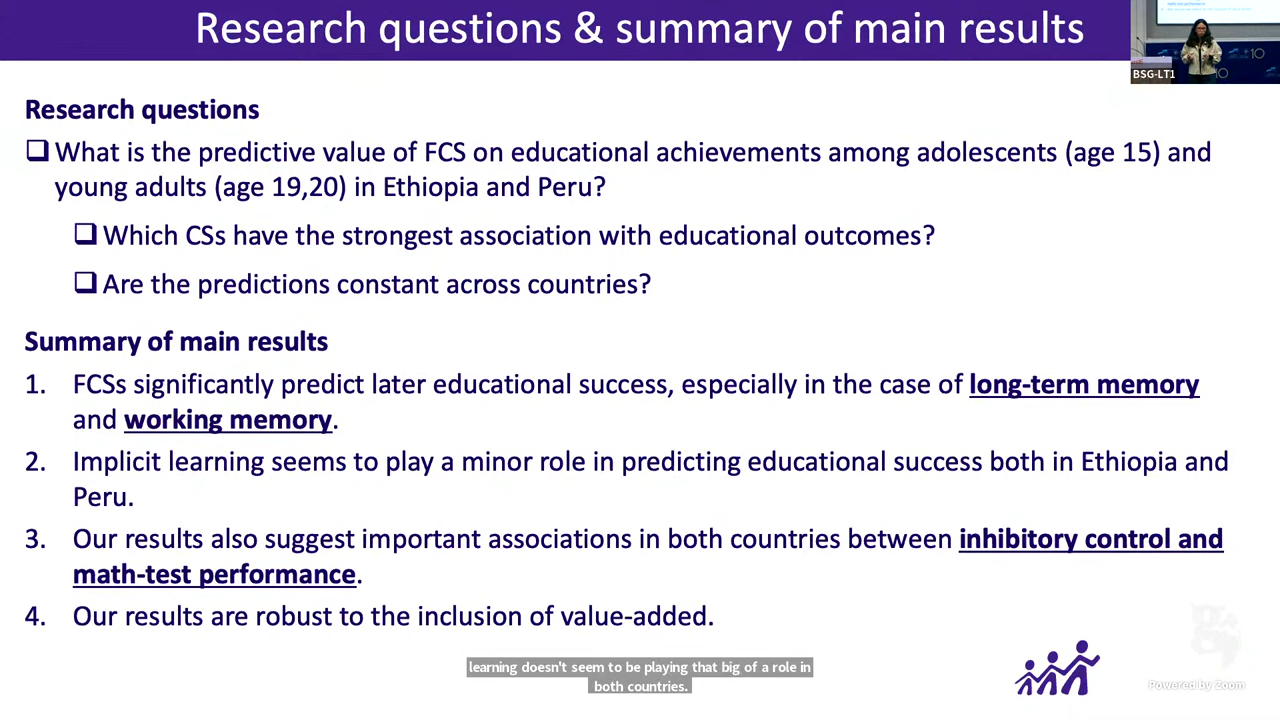 Research questions & summary of main results
BSG-LT1
Research questions
What is the predictive value of FCS on educational achievements among adolescents (age 15) and
young adults (age 19,20) in Ethiopia and Peru?
Which CSs have the strongest association with educational outcomes?
Are the predictions constant across countries?
Summary of main results
1. FCSs significantly predict later educational success, especially in the case of long-term memory
and working memory.
2. Implicit learning seems to play a minor role in predicting educational success both in Ethiopia and
Peru.
3. Our results also suggest important associations in both countries between inhibitory control and
math-test performance.
4. Our results are robust to the inclusion of value-added.
learning doesn't seem to be playing that big of a role in
both countries.
Powered by Zoom